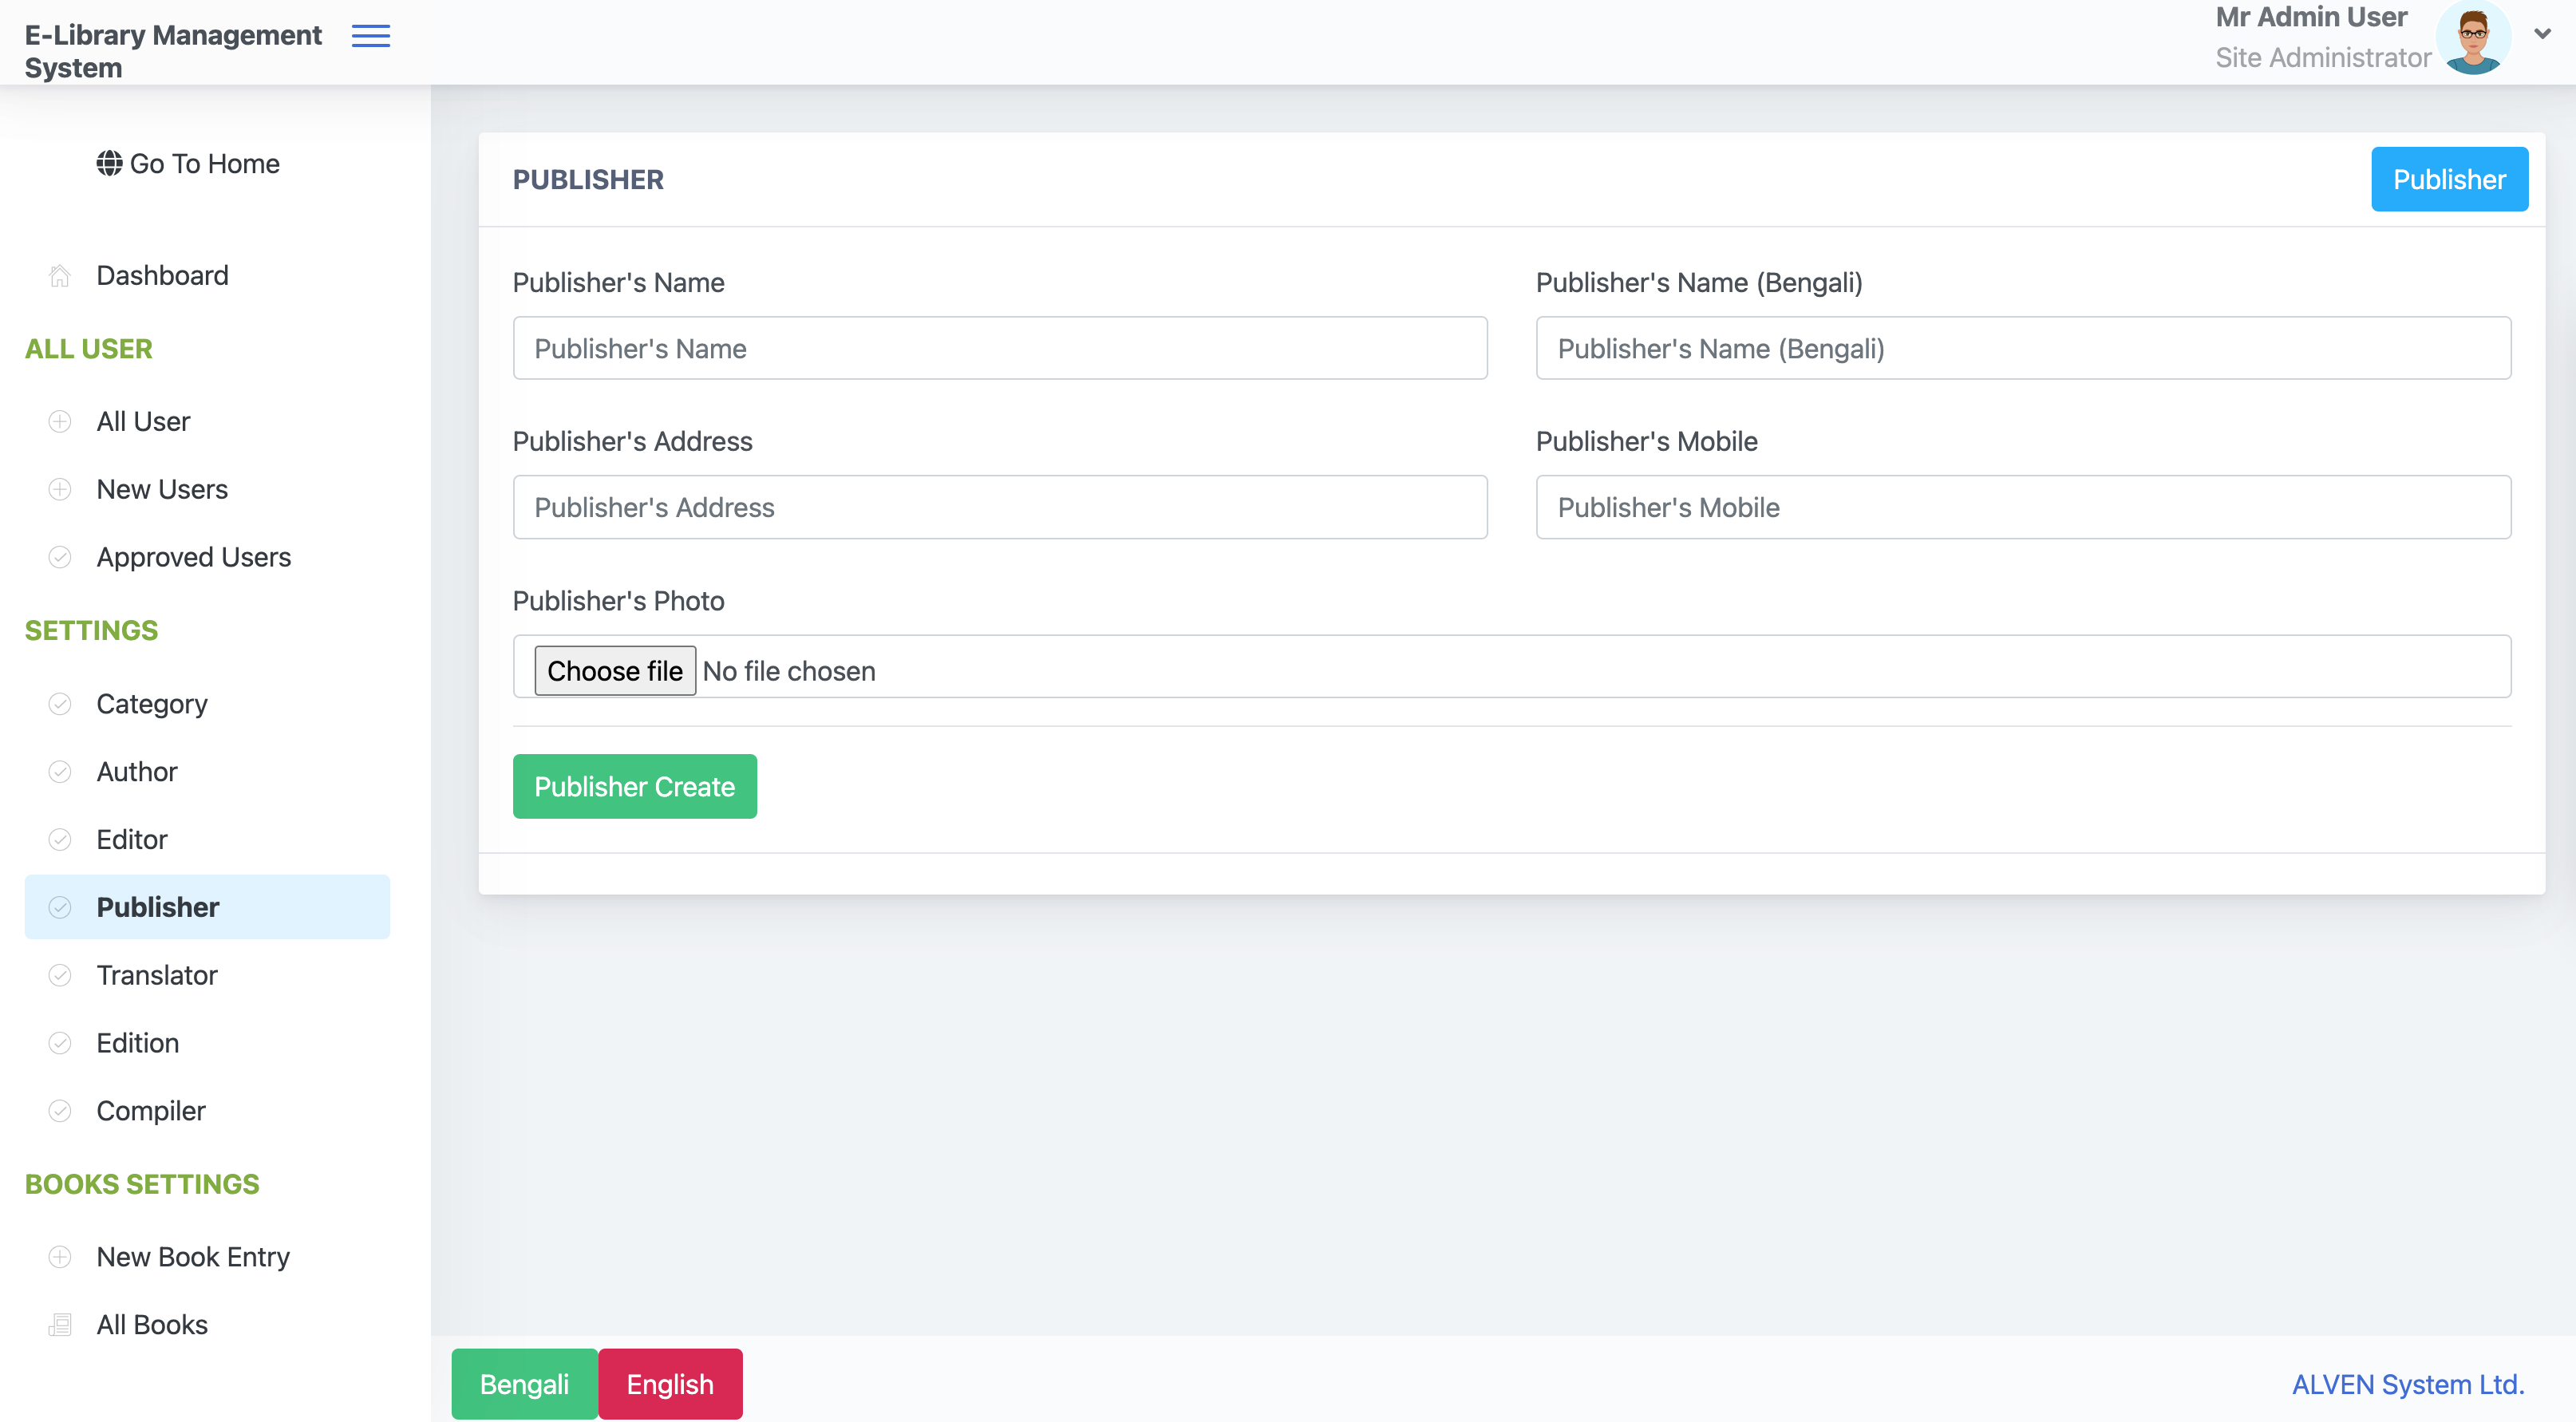 E-Library Management
System
Mr Admin User
Site Administrator
Go To Home
Dashboard
ALL USER
All User
New Users
Approved Users
SETTINGS
Category
Author
Editor
Publisher
Translator
Edition
Compiler
BOOKS SETTINGS
New Book Entry
All Books
PUBLISHER
Publisher
Publisher's Name
Publisher's Name
Publisher's Name (Bengali)
Publisher's Name (Bengali)
Publisher's Address
Publisher's Address
Publisher's Mobile
Publisher's Mobile
Publisher's Photo
Choose file No file chosen
Publisher Create
Bengali
English
ALVEN System Ltd.